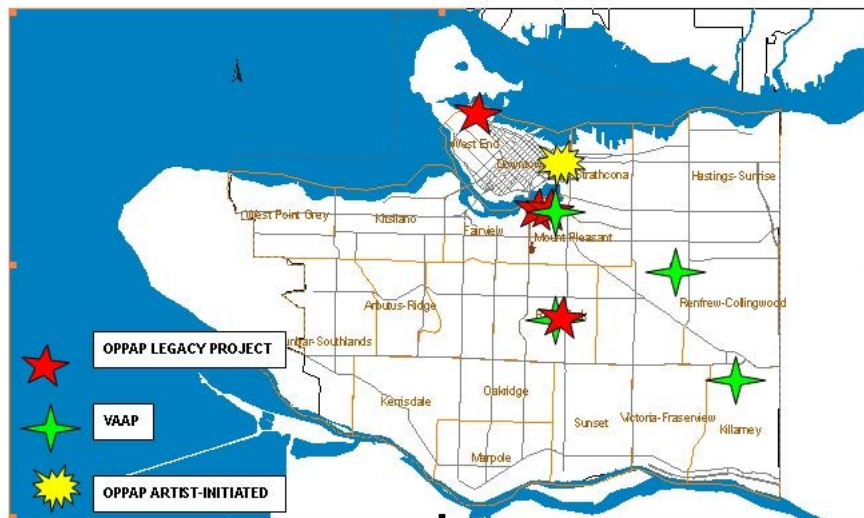 West End
Downtown
Strathcona
Hastings-Sunrise
West Point Grey
Kitsilano
Fairview
Mount Pleasant
Arbutus-Ridge
Renfrew-Collingwood
OPPAP LEGACY PROJECT
Kerrisdale
Oakridge
VAAP
Sunset
Victoria-Fraserview
Killarney
Marpole
OPPAP ARTIST-INITIATED